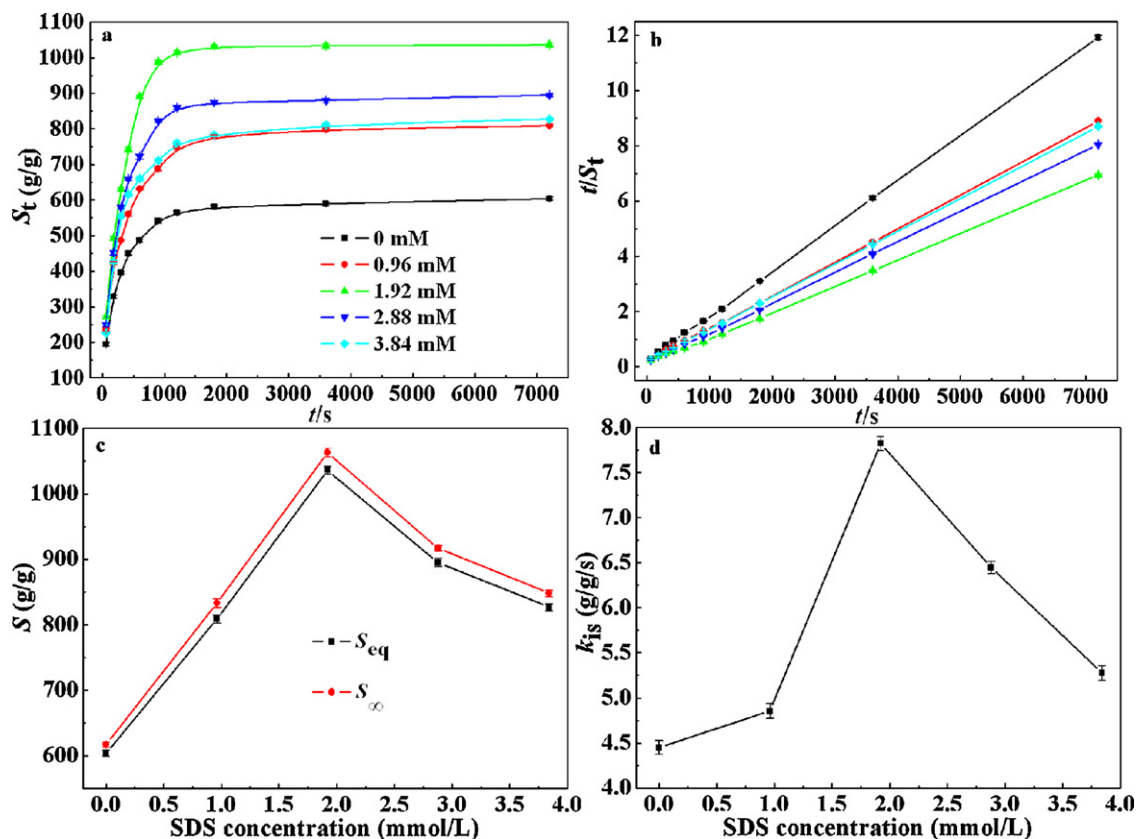 a
S_t (g/g)
1100
1000
900
800
700
600
500
400
300
200
100
0 mM
0.96 mM
1.92 mM
2.88 mM
3.84 mM
0 1000 2000 3000 4000 5000 6000 7000
t/s
b
t/S_t
12
10
8
6
4
2
0
0 1000 2000 3000 4000 5000 6000 7000
t/s
c
S (g/g)
1100
1000
900
800
700
600
S_eq
S_∞
0.0 0.5 1.0 1.5 2.0 2.5 3.0 3.5 4.0
SDS concentration (mmol/L)
d
k_is (g/g/s)
8.0
7.5
7.0
6.5
6.0
5.5
5.0
4.5
4.0
0.0 0.5 1.0 1.5 2.0 2.5 3.0 3.5 4.0
SDS concentration (mmol/L)